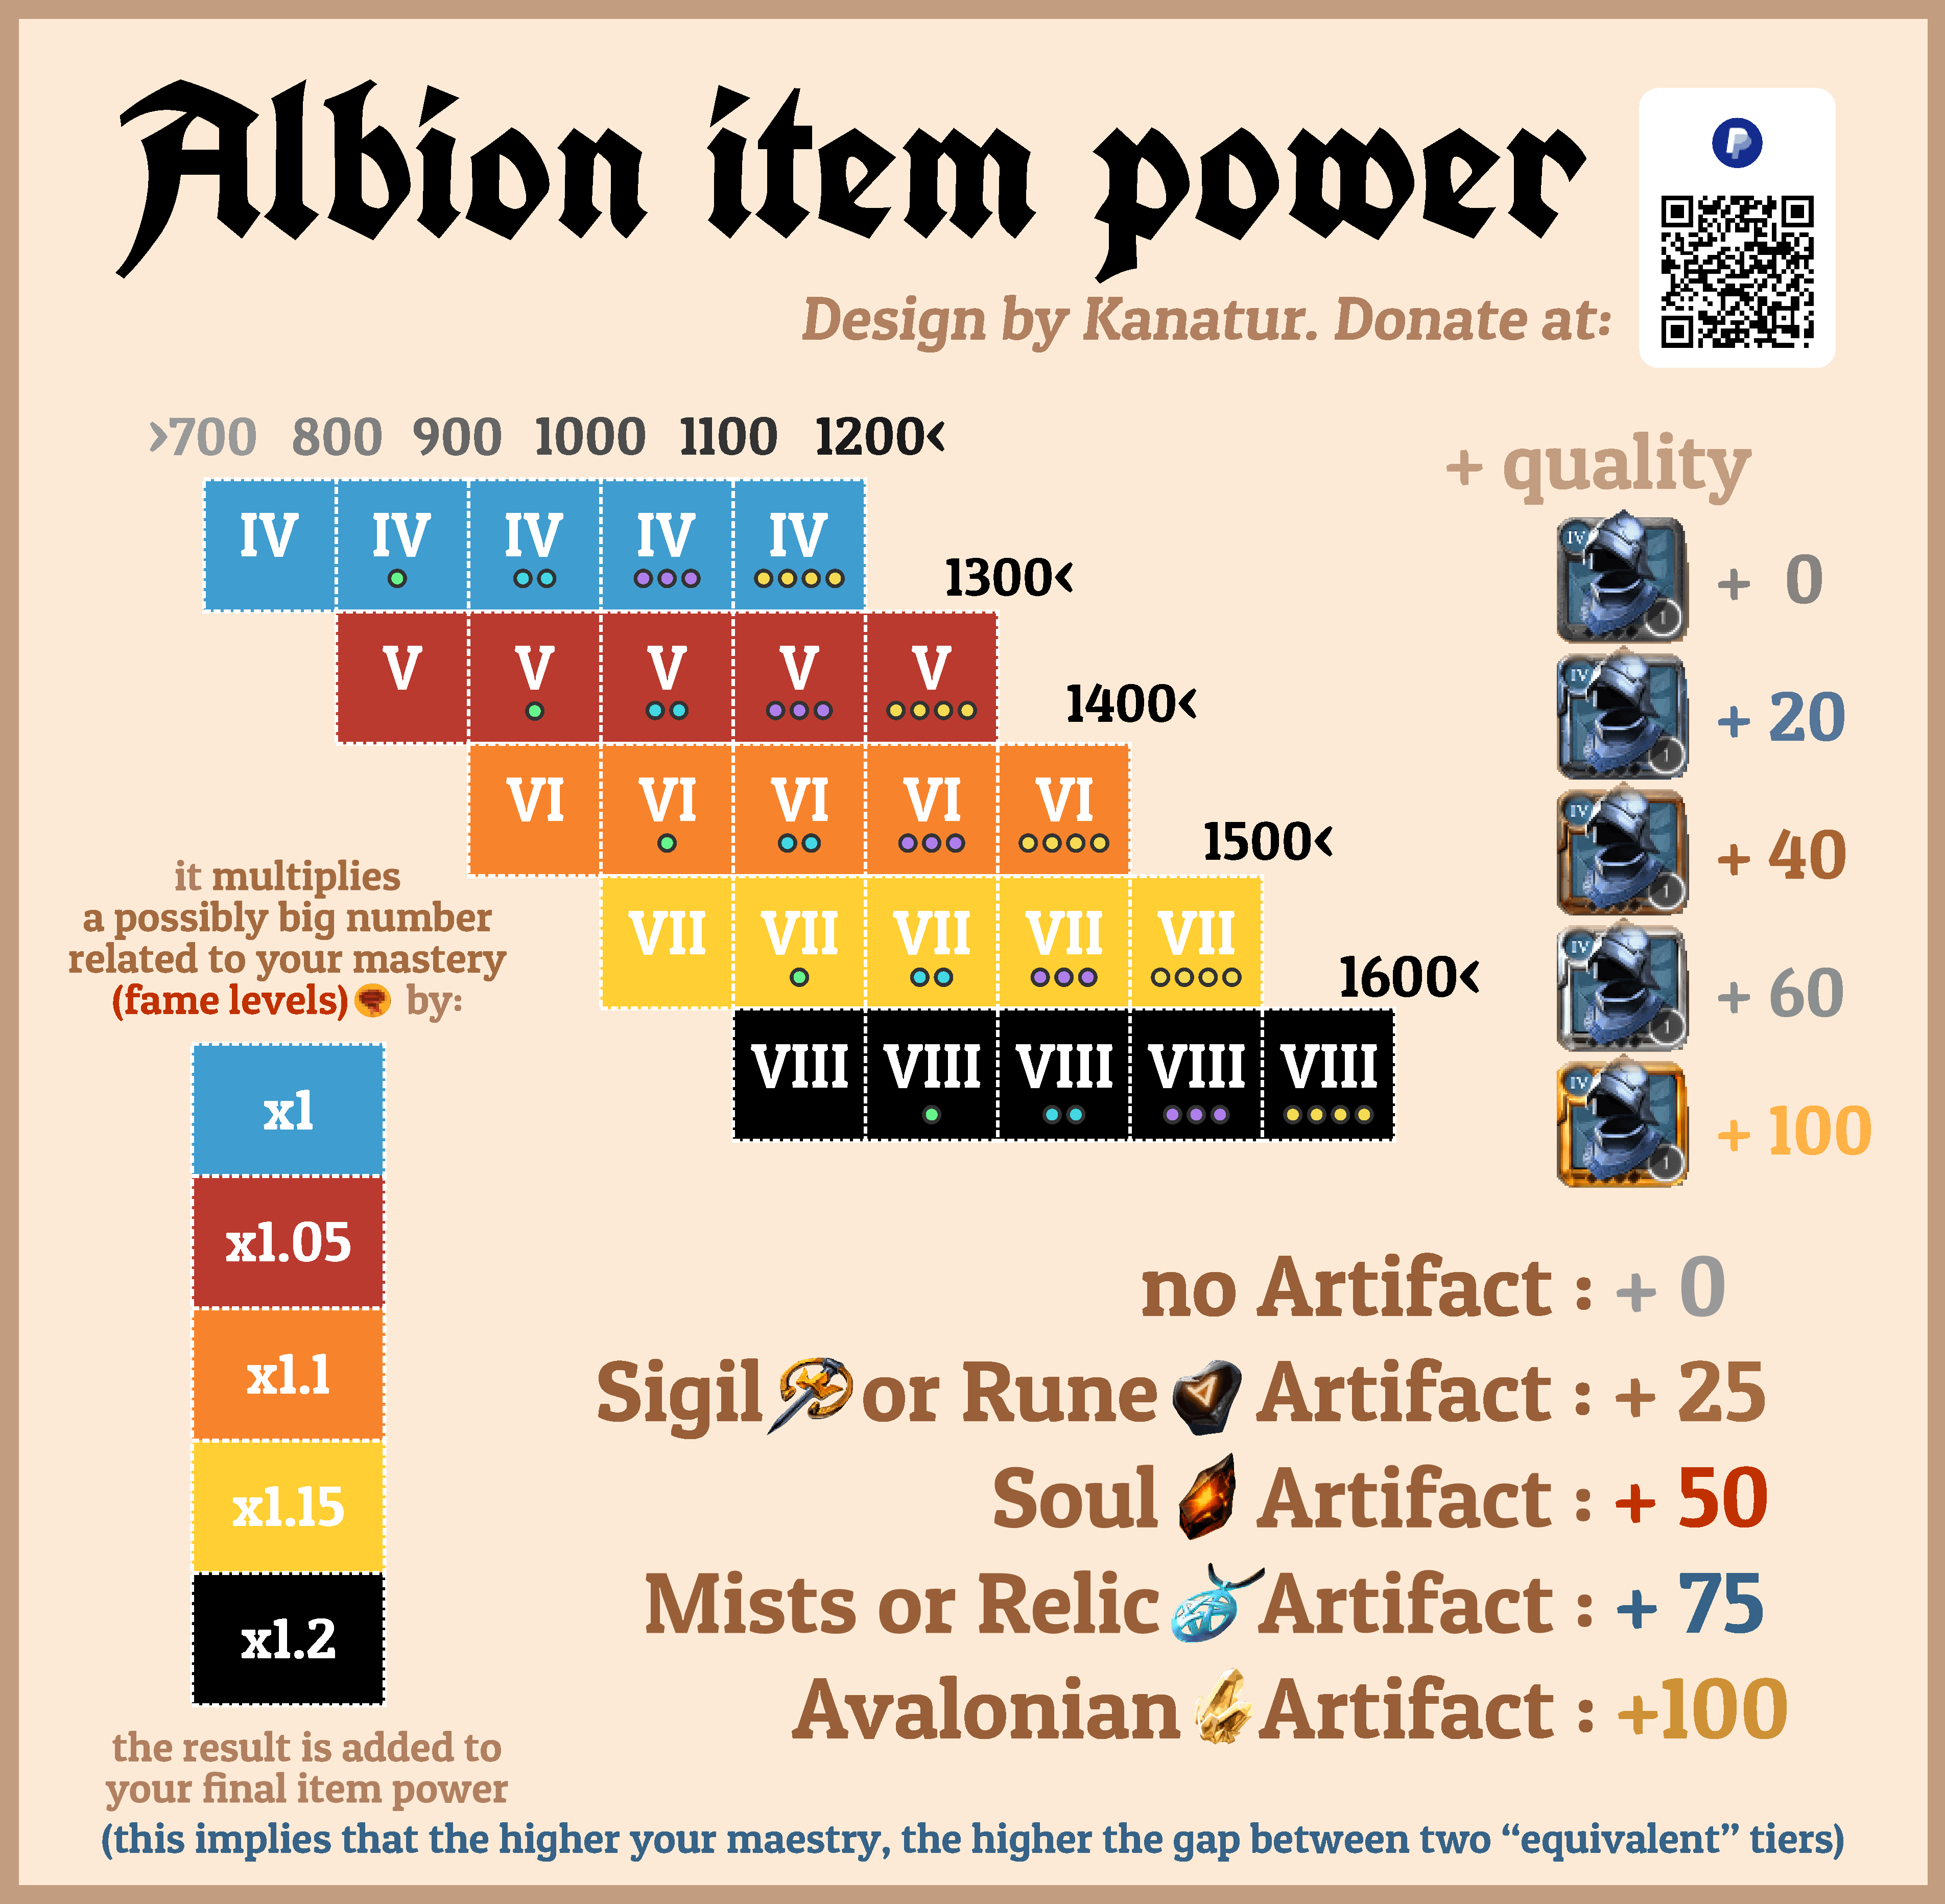 Albion item power
Design by Kanatur. Donate at:
>700 800 900 1000 1100 1200<
+ quality
IV IV IV IV IV
1300<
IV
1
+ 0
V V V V V
1400<
IV
1
+ 20
VI VI VI VI VI
1500<
IV
1
+ 40
VII VII VII VII VII
1600<
IV
1
+ 60
VIII VIII VIII VIII VIII
IV
1
+ 100
it multiplies
a possibly big number
related to your mastery
(fame levels) by:
x1
x1.05
x1.1
x1.15
x1.2
the result is added to
your final item power
no Artifact : + 0
Sigil or Rune Artifact : + 25
Soul Artifact : + 50
Mists or Relic Artifact : + 75
Avalonian Artifact : +100
(this implies that the higher your maestry, the higher the gap between two “equivalent” tiers)